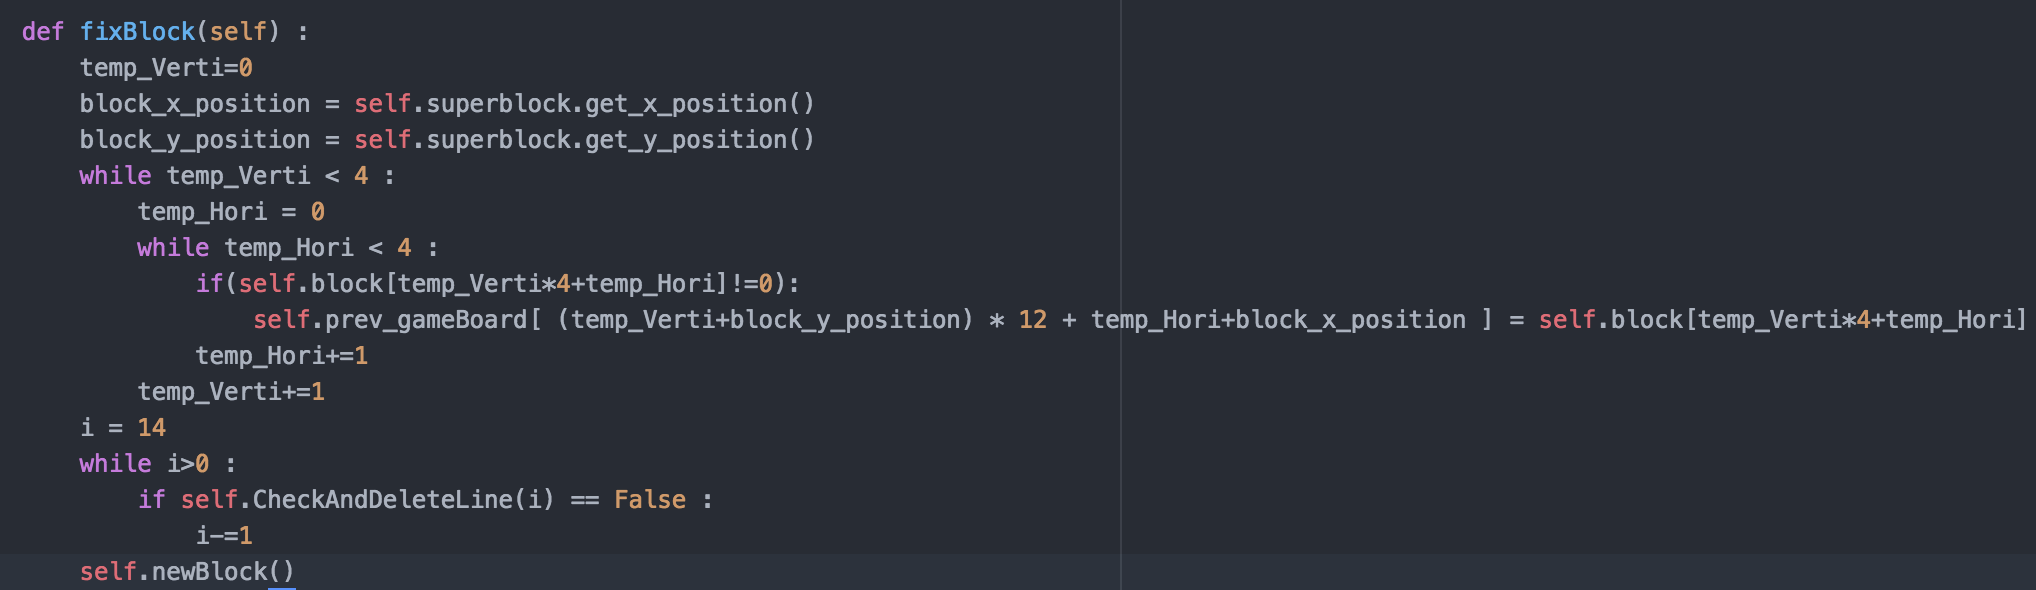 def fixBlock(self) :
    temp_Verti=0
    block_x_position = self.superblock.get_x_position()
    block_y_position = self.superblock.get_y_position()
    while temp_Verti < 4 :
        temp_Hori = 0
        while temp_Hori < 4 :
            if(self.block[temp_Verti*4+temp_Hori]!=0):
                self.prev_gameBoard[ (temp_Verti+block_y_position) * 12 + temp_Hori+block_x_position ] = self.block[temp_Verti*4+temp_Hori]
            temp_Hori+=1
        temp_Verti+=1
    i = 14
    while i>0 :
        if self.CheckAndDeleteLine(i) == False :
            i-=1
    self.newBlock()